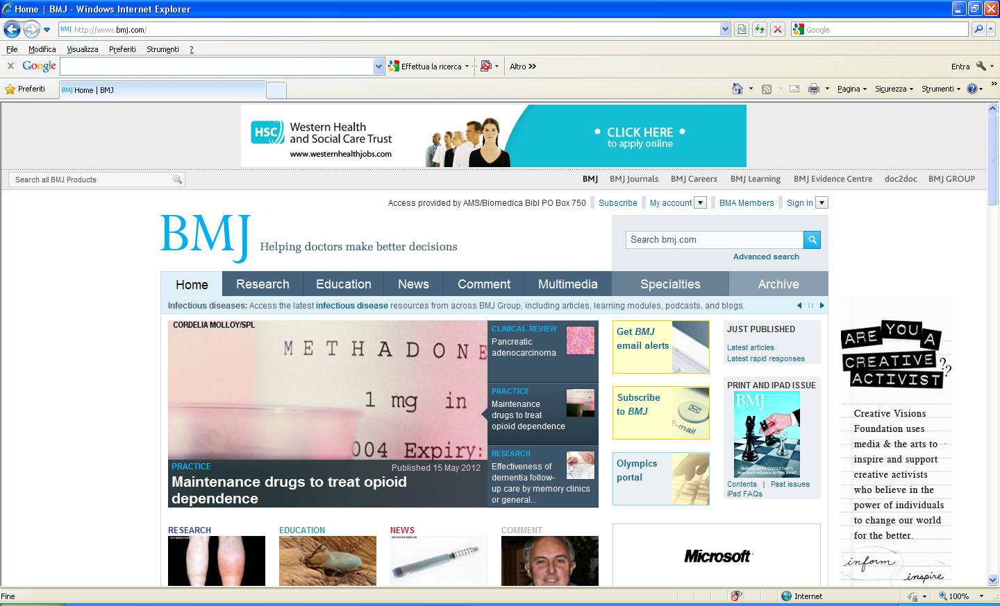 Home | BMJ - Windows Internet Explorer
http://www.bmj.com/
Google
File Modifica Visualizza Preferiti Strumenti ?
x Google Effettua la ricerca Altro Entra
Preferiti BMJ Home | BMJ Pagina Sicurezza Strumenti
HSC Western Health
and Social Care Trust
www.westernhealthjobs.com
CLICK HERE
to apply online
Search all BMJ Products
BMJ BMJ Journals BMJ Careers BMJ Learning BMJ Evidence Centre doc2doc BMJ GROUP
Access provided by AMS/Biomedica Bibl PO Box 750 Subscribe My account BMA Members Sign in
BMJ Helping doctors make better decisions
Search bmj.com
Advanced search
Home Research Education News Comment Multimedia Specialties Archive
Infectious diseases: Access the latest infectious disease resources from across BMJ Group, including articles, learning modules, podcasts, and blogs.
CORDELIA MOLLOY/SPL
METHADONE
1 mg in
004 Expiry:
PRACTICE
Published 15 May 2012
Maintenance drugs to treat opioid
dependence
CLINICAL REVIEW
Pancreatic
adenocarcinoma
PRACTICE
Maintenance
drugs to treat
opioid dependence
RESEARCH
Effectiveness of
dementia follow-
up care by memory clinics
or general...
Get BMJ
email alerts
Subscribe
to BMJ
E-mail
Olympics
portal
JUST PUBLISHED
Latest articles
Latest rapid responses
PRINT AND IPAD ISSUE
BMJ
MANAGEMENT CONSULTANTS
How much influence do they wield?
Contents | Past issues
iPad FAQs
RESEARCH
EDUCATION
NEWS
COMMENT
Microsoft
ARE YOU A
CREATIVE
ACTIVIST
??
Creative Visions
Foundation uses
media & the arts to
inspire and support
creative activists
who believe in the
power of individuals
to change our world
for the better.
inform
inspire
Fine
Internet
100%